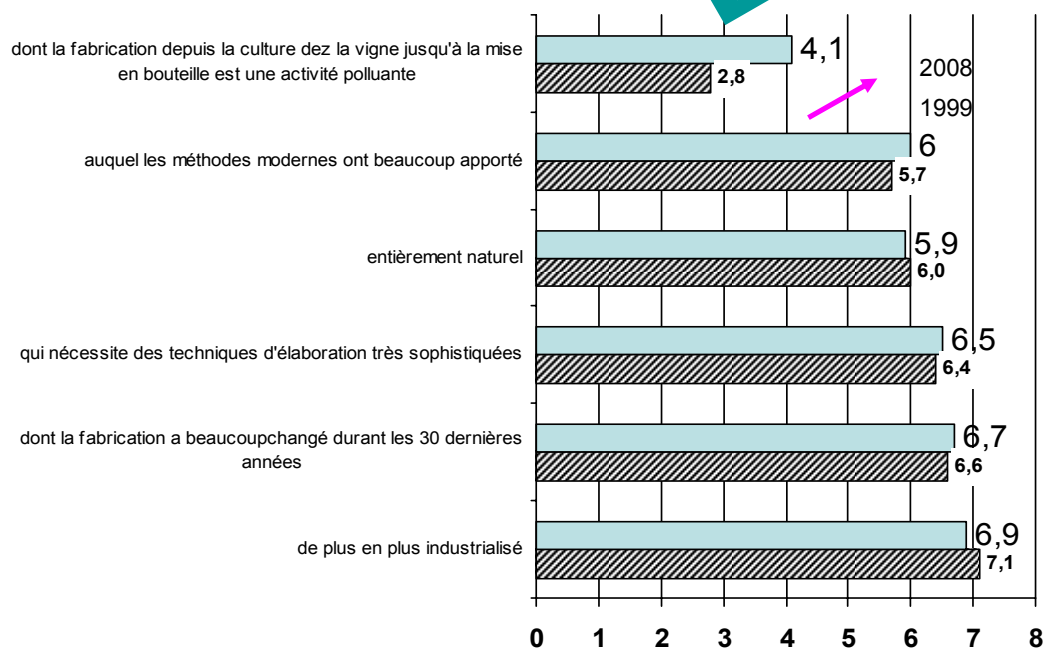 dont la fabrication depuis la culture dez la vigne jusqu'à la mise
en bouteille est une activité polluante
4,1
2,8
2008
1999
auquel les méthodes modernes ont beaucoup apporté
6
5,7
entièrement naturel
5,9
6,0
qui nécessite des techniques d'élaboration très sophistiquées
6,5
6,4
dont la fabrication a beaucoupchangé durant les 30 dernières
années
6,7
6,6
de plus en plus industrialisé
6,9
7,1
0 1 2 3 4 5 6 7 8